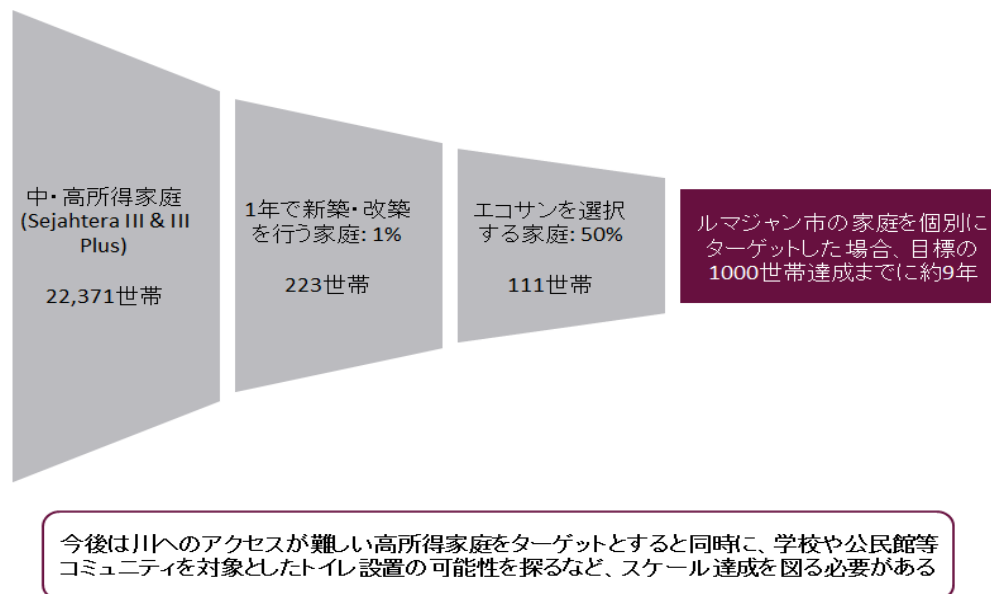 中・高所得家庭
(Sejahtera III & III
Plus)
22,371世帯
1年で新築・改築
を行う家庭: 1%
223世帯
エコサンを選択
する家庭: 50%
111世帯
ルマジャン市の家庭を個別に
ターゲットした場合、目標の
1000世帯達成までに約9年
今後は川へのアクセスが難しい高所得家庭をターゲットとすると同時に、学校や公民館等
コミュニティを対象としたトイレ設置の可能性を探るなど、スケール達成を図る必要がある